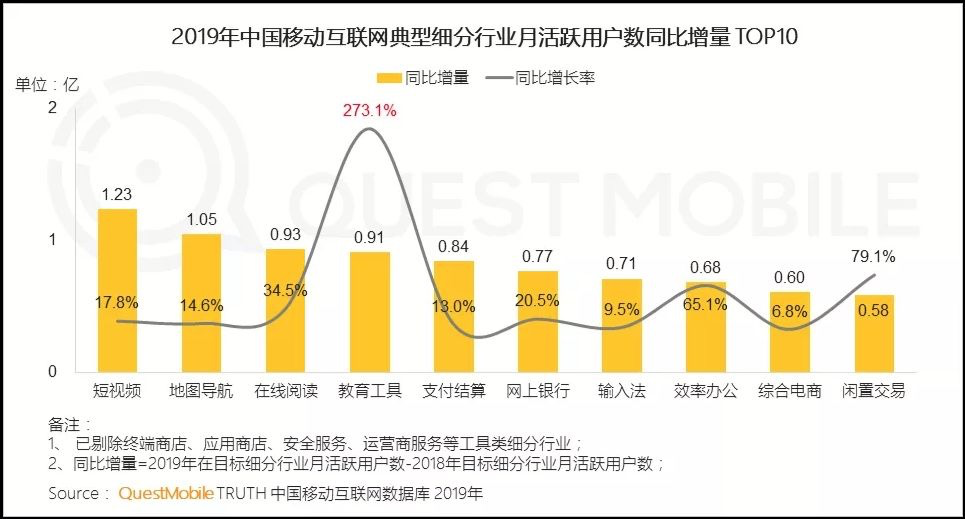 2019年中国移动互联网典型细分行业月活跃用户数同比增量 TOP10
同比增量 同比增长率
单位：亿
2
273.1%
1.23
1.05
0.93
0.91
0.84
0.77
0.71
0.68
0.60
79.1%
1
17.8%
14.6%
34.5%
13.0%
20.5%
9.5%
65.1%
6.8%
0.58
0
短视频 地图导航 在线阅读 教育工具 支付结算 网上银行 输入法 效率办公 综合电商 闲置交易
QUEST MOBILE
备注：
1、 已剔除终端商店、应用商店、安全服务、运营商服务等工具类细分行业；
2、同比增量=2019年在目标细分行业月活跃用户数-2018年目标细分行业月活跃用户数；
Source： QuestMobile TRUTH 中国移动互联网数据库 2019年